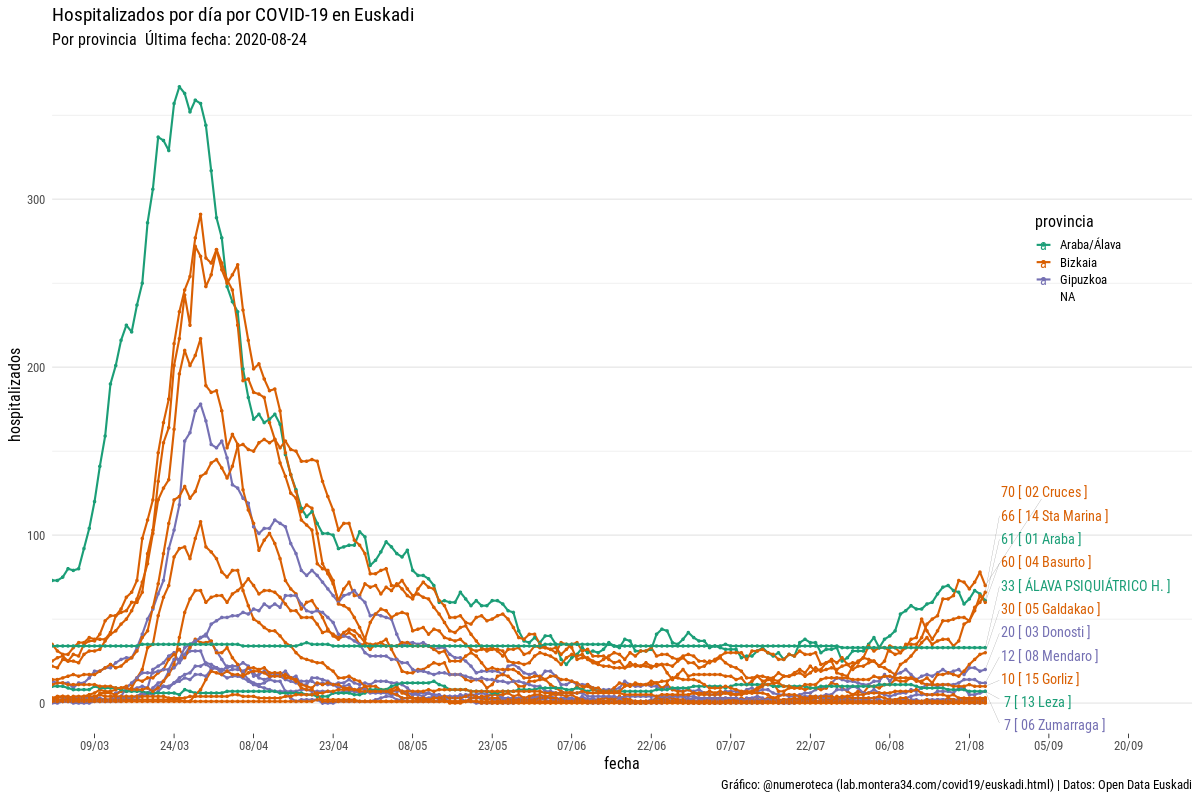 Hospitalizados por día por COVID-19 en Euskadi
Por provincia  Última fecha: 2020-08-24
hospitalizados
300
200
100
0
provincia
Araba/Álava
Bizkaia
Gipuzkoa
NA
70 [ 02 Cruces ]
66 [ 14 Sta Marina ]
61 [ 01 Araba ]
60 [ 04 Basurto ]
33 [ ÁLAVA PSIQUIÁTRICO H. ]
30 [ 05 Galdakao ]
20 [ 03 Donosti ]
12 [ 08 Mendaro ]
10 [ 15 Gorliz ]
7 [ 13 Leza ]
7 [ 06 Zumarraga ]
09/03 24/03 08/04 23/04 08/05 23/05 07/06 22/06 07/07 22/07 06/08 21/08 05/09 20/09
fecha
Gráfico: @numeroteca (lab.montera34.com/covid19/euskadi.html) | Datos: Open Data Euskadi